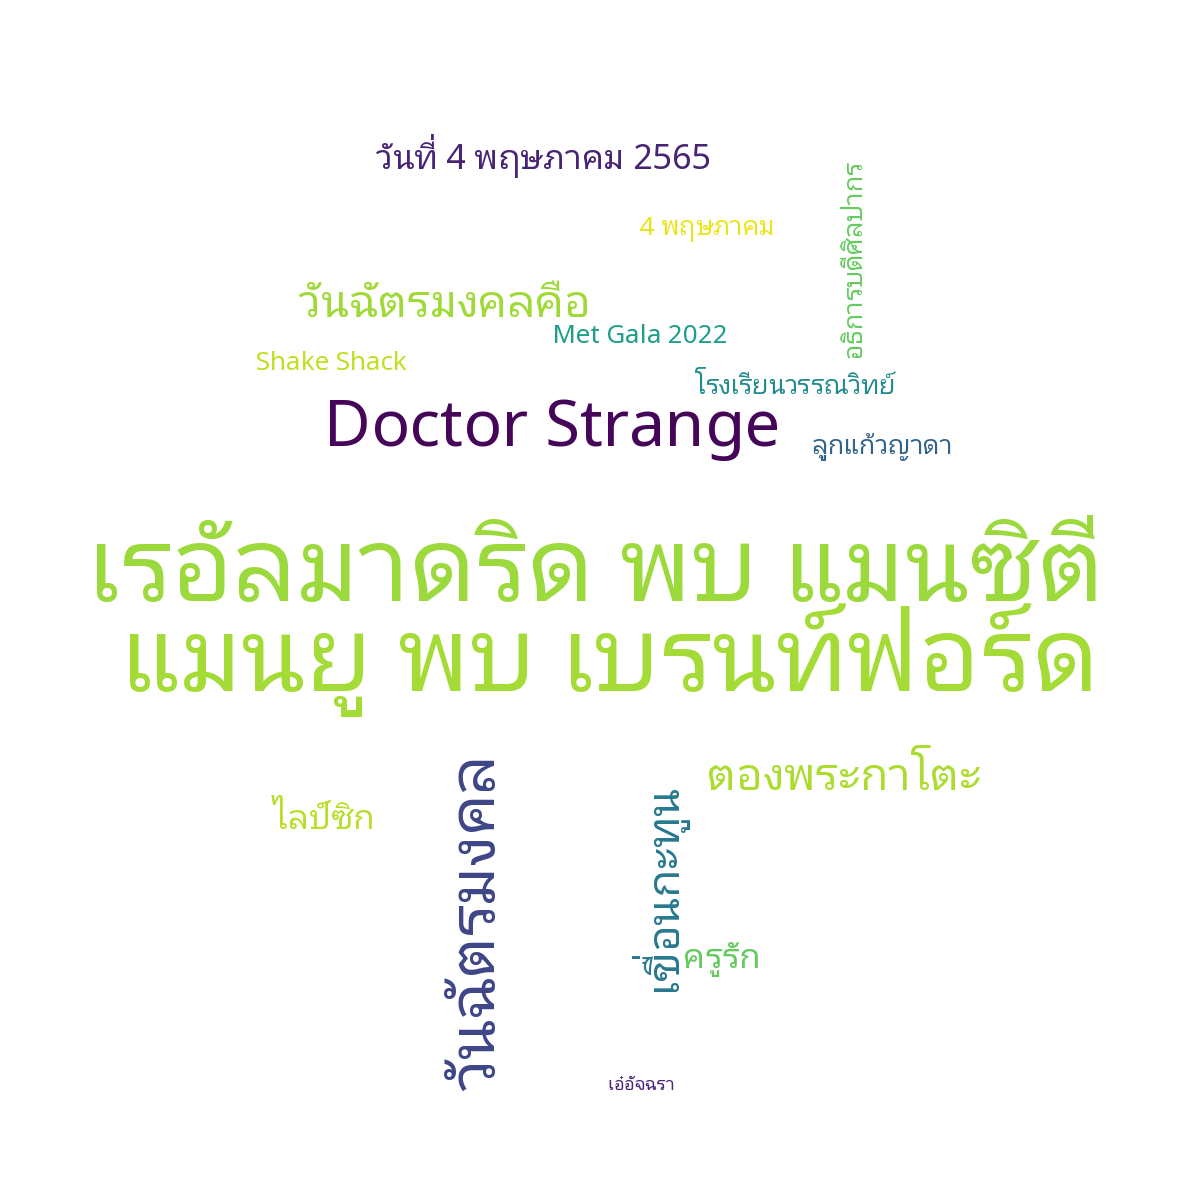 วันที่ 4 พฤษภาคม 2565
4 พฤษภาคม
อธิการบดีศิลปากร
วันฉัตรมงคลคือ
Met Gala 2022
Shake Shack
โรงเรียนวรรณวิทย์
Doctor Strange
ลูกแก้วญาดา
เรอัลมาดริด พบ แมนซิตี
แมนยู พบ เบรนท์ฟอร์ด
วันฉัตรมงคล
ตองพระกาโตะ
เขื่อนกะทูน
ไลป์ซิก
ครูรัก
เอ๋อัจฉรา